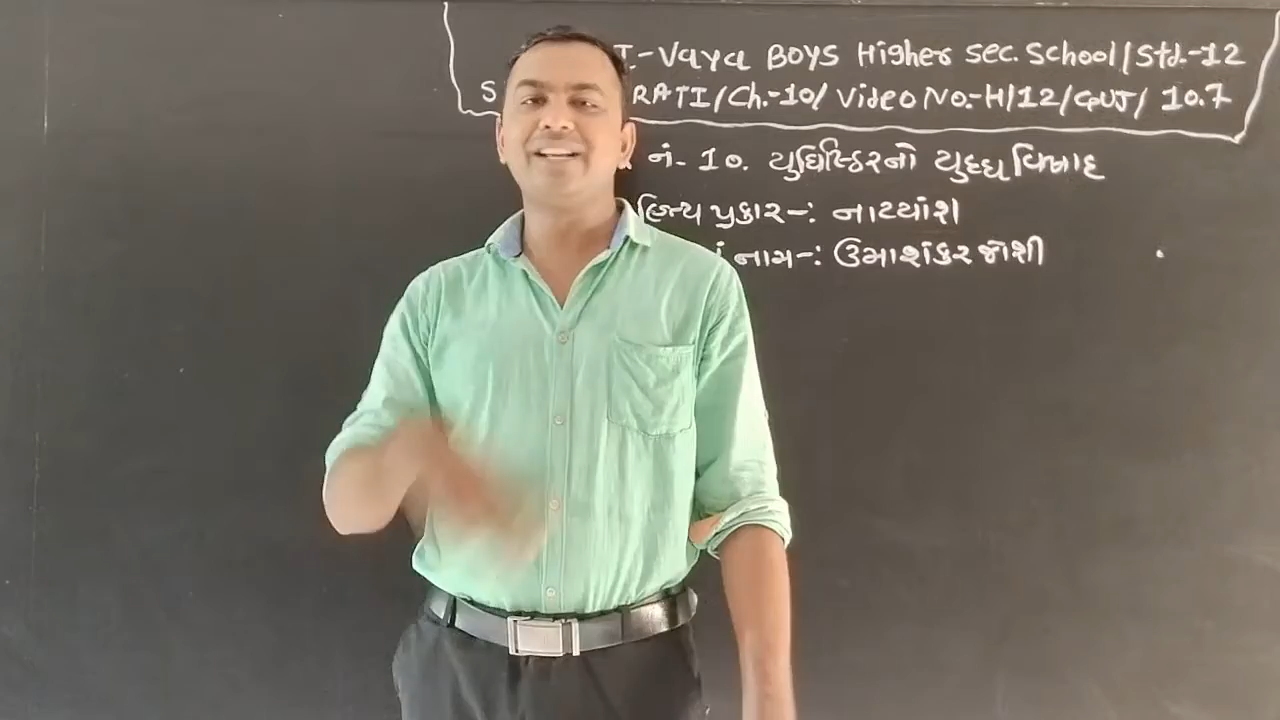 I-Vaya Boys Higher Sec. School/Std.-12
S RATI/Ch.-10/Video No.-H/12/GUJ/ 10.7
નં- 10. યુધિષ્ઠિરનો યુદ્ધવિષાદ
પ્રકાર-: નાટ્યાંશ
નામ-: ઉમાશંકર જોશી